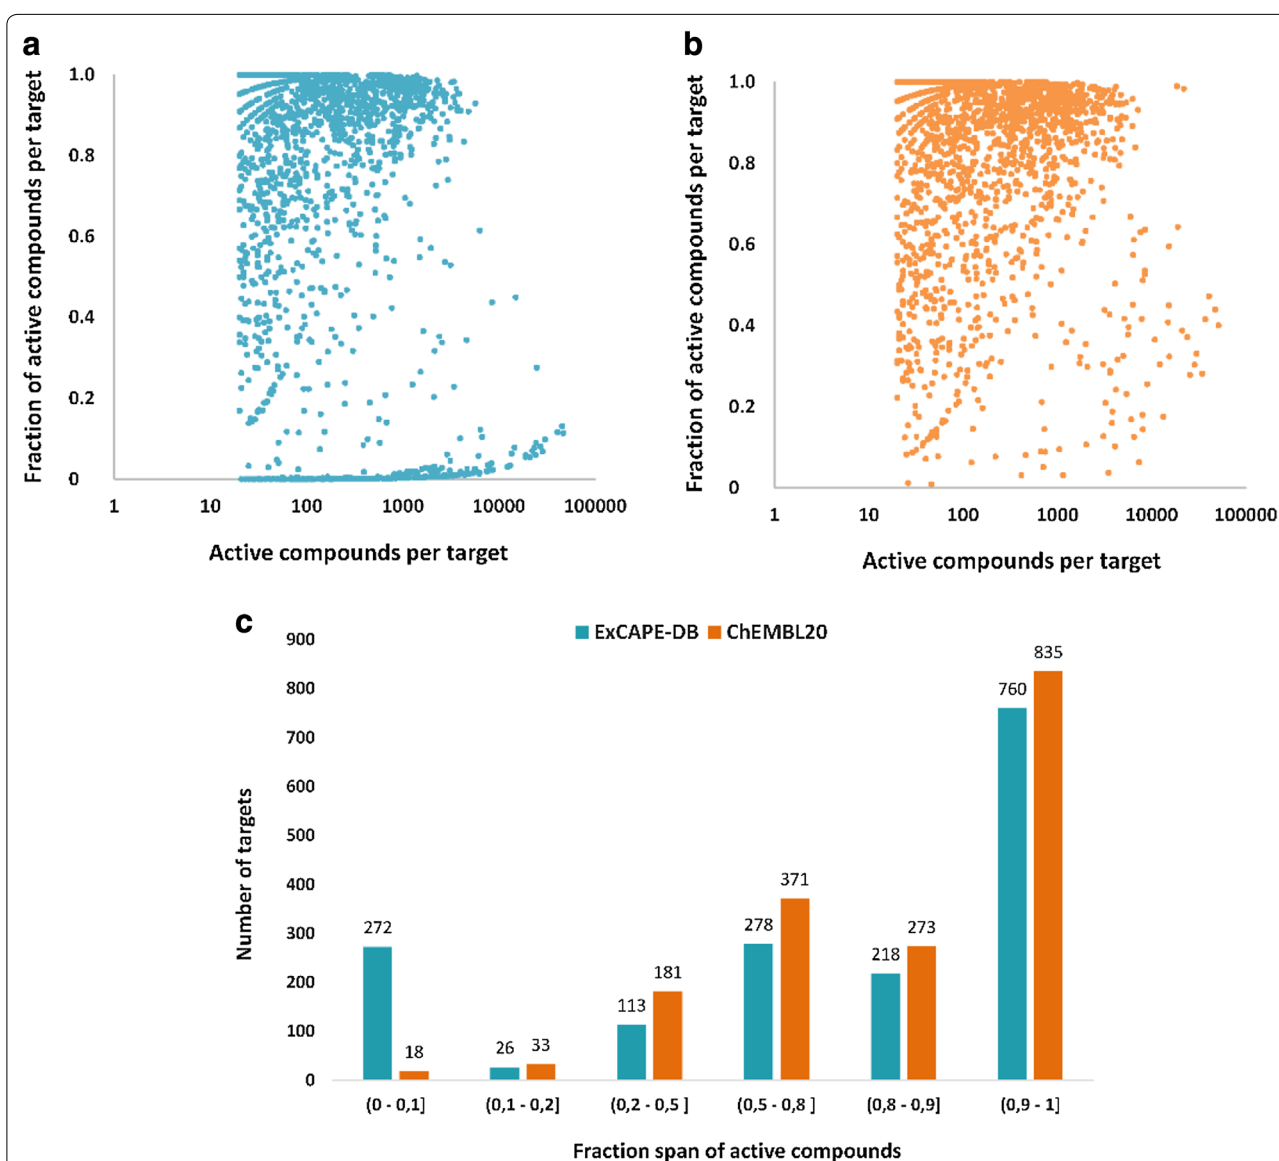 a
Fraction of active compounds per target
1.0
0.8
0.6
0.4
0.2
0
1 10 100 1000 10000 100000
Active compounds per target
b
Fraction of active compounds per target
1.0
0.8
0.6
0.4
0.2
0
1 10 100 1000 10000 100000
Active compounds per target
c
ExCAPE-DB ChEMBL20
Number of targets
900
800
700
600
500
400
300
200
100
0
272 18
26 33
113 181
278 371
218 273
760 835
(0 - 0,1] (0,1 - 0,2] (0,2 - 0,5 ] (0,5 - 0,8 ] (0,8 - 0,9] (0,9 - 1]
Fraction span of active compounds